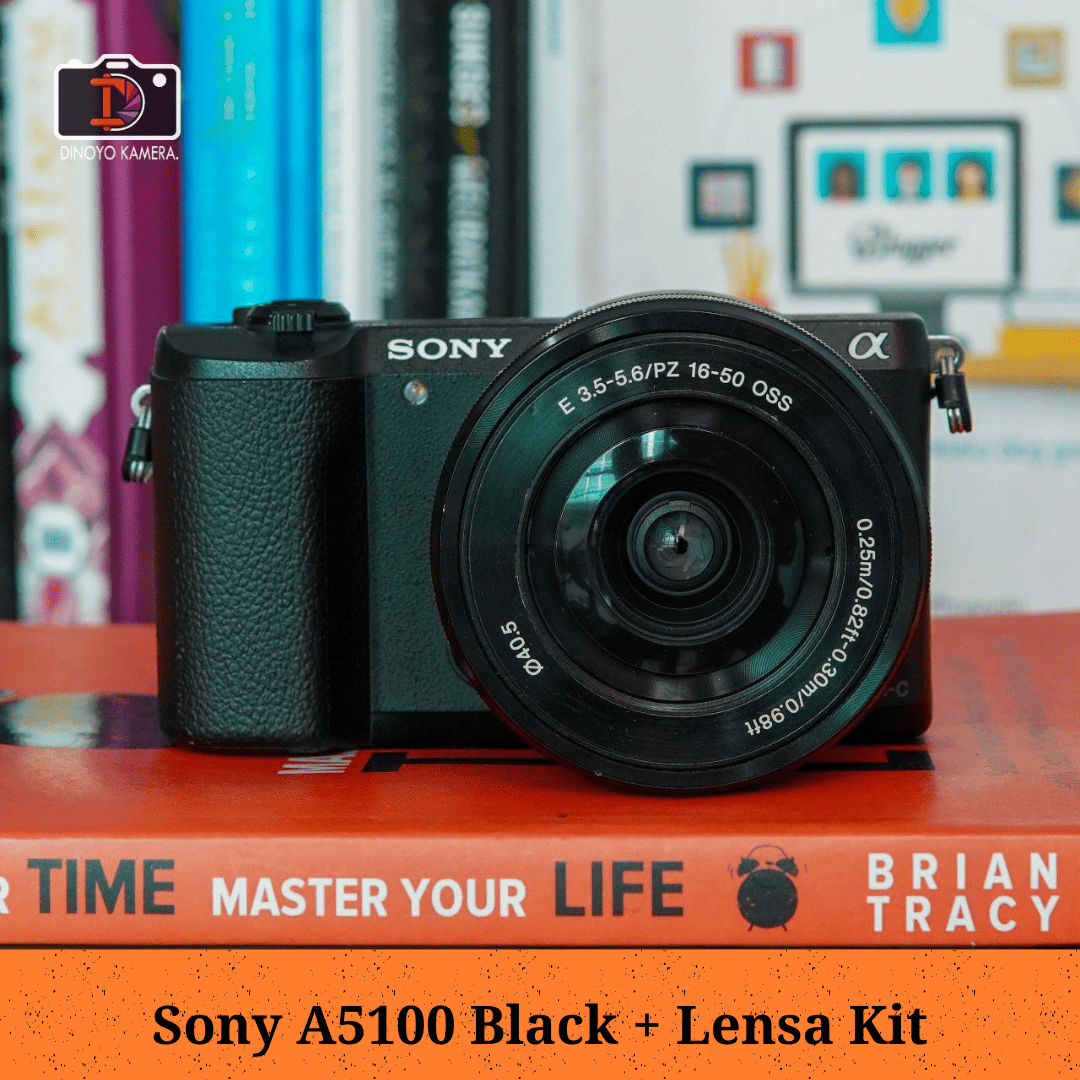 DINOYO KAMERA.
SONY
α
E 3.5-5.6/PZ 16-50 OSS
0.25m/0.82ft-0.30m/0.98ft
Ø40.5
TIME MASTER YOUR LIFE
BRIAN
TRACY
Sony A5100 Black + Lensa Kit